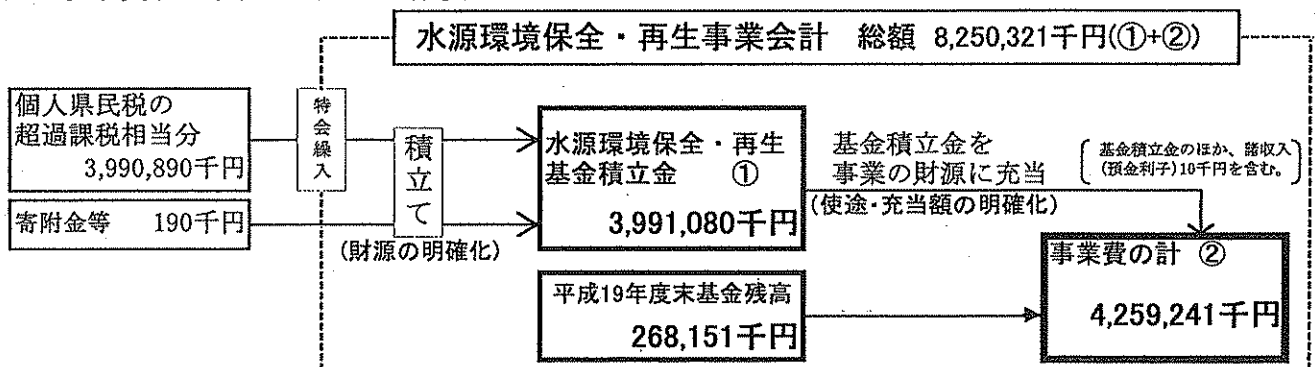 水源環境保全・再生事業会計　総額 8,250,321千円(①+②)
個人県民税の
超過課税相当分
3,990,890千円
寄附金等　190千円
特会繰入
積立て
(財源の明確化)
水源環境保全・再生
基金積立金　①
3,991,080千円
基金積立金を
事業の財源に充当
(使途・充当額の明確化)
基金積立金のほか、諸収入
(預金利子)10千円を含む。
平成19年度末基金残高
268,151千円
事業費の計　②
4,259,241千円